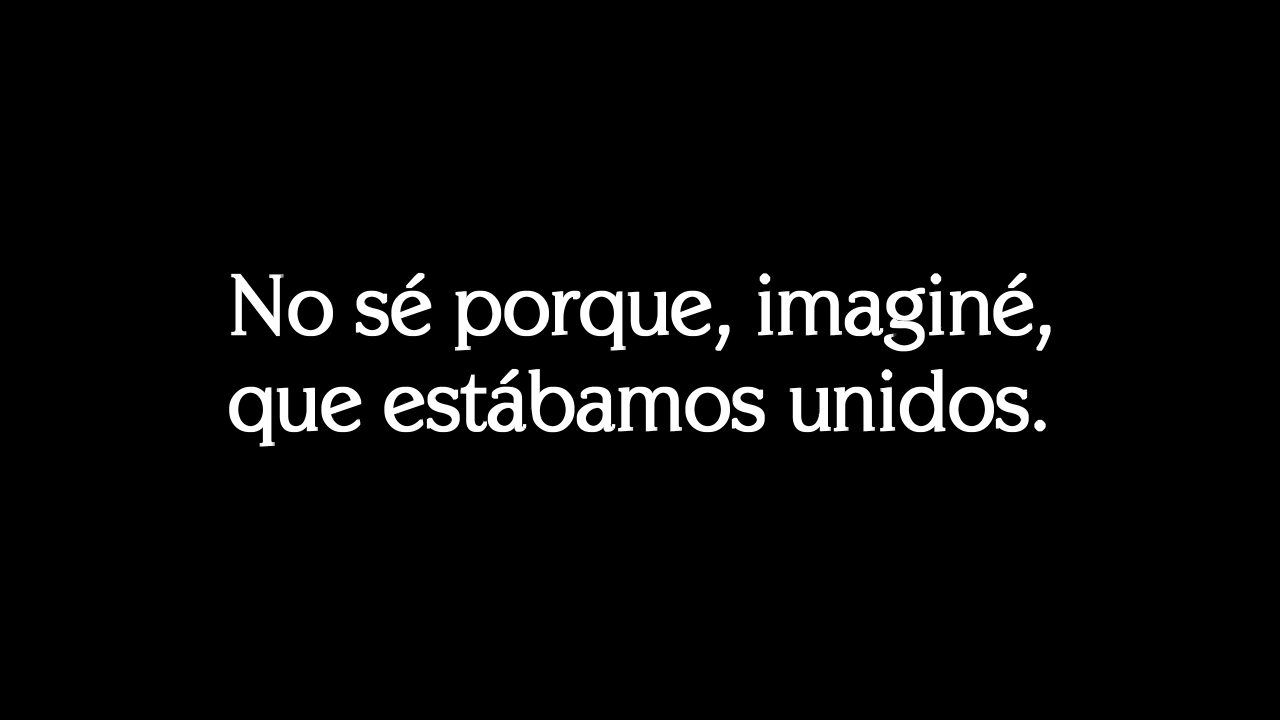 No sé porque, imaginé,
que estábamos unidos.